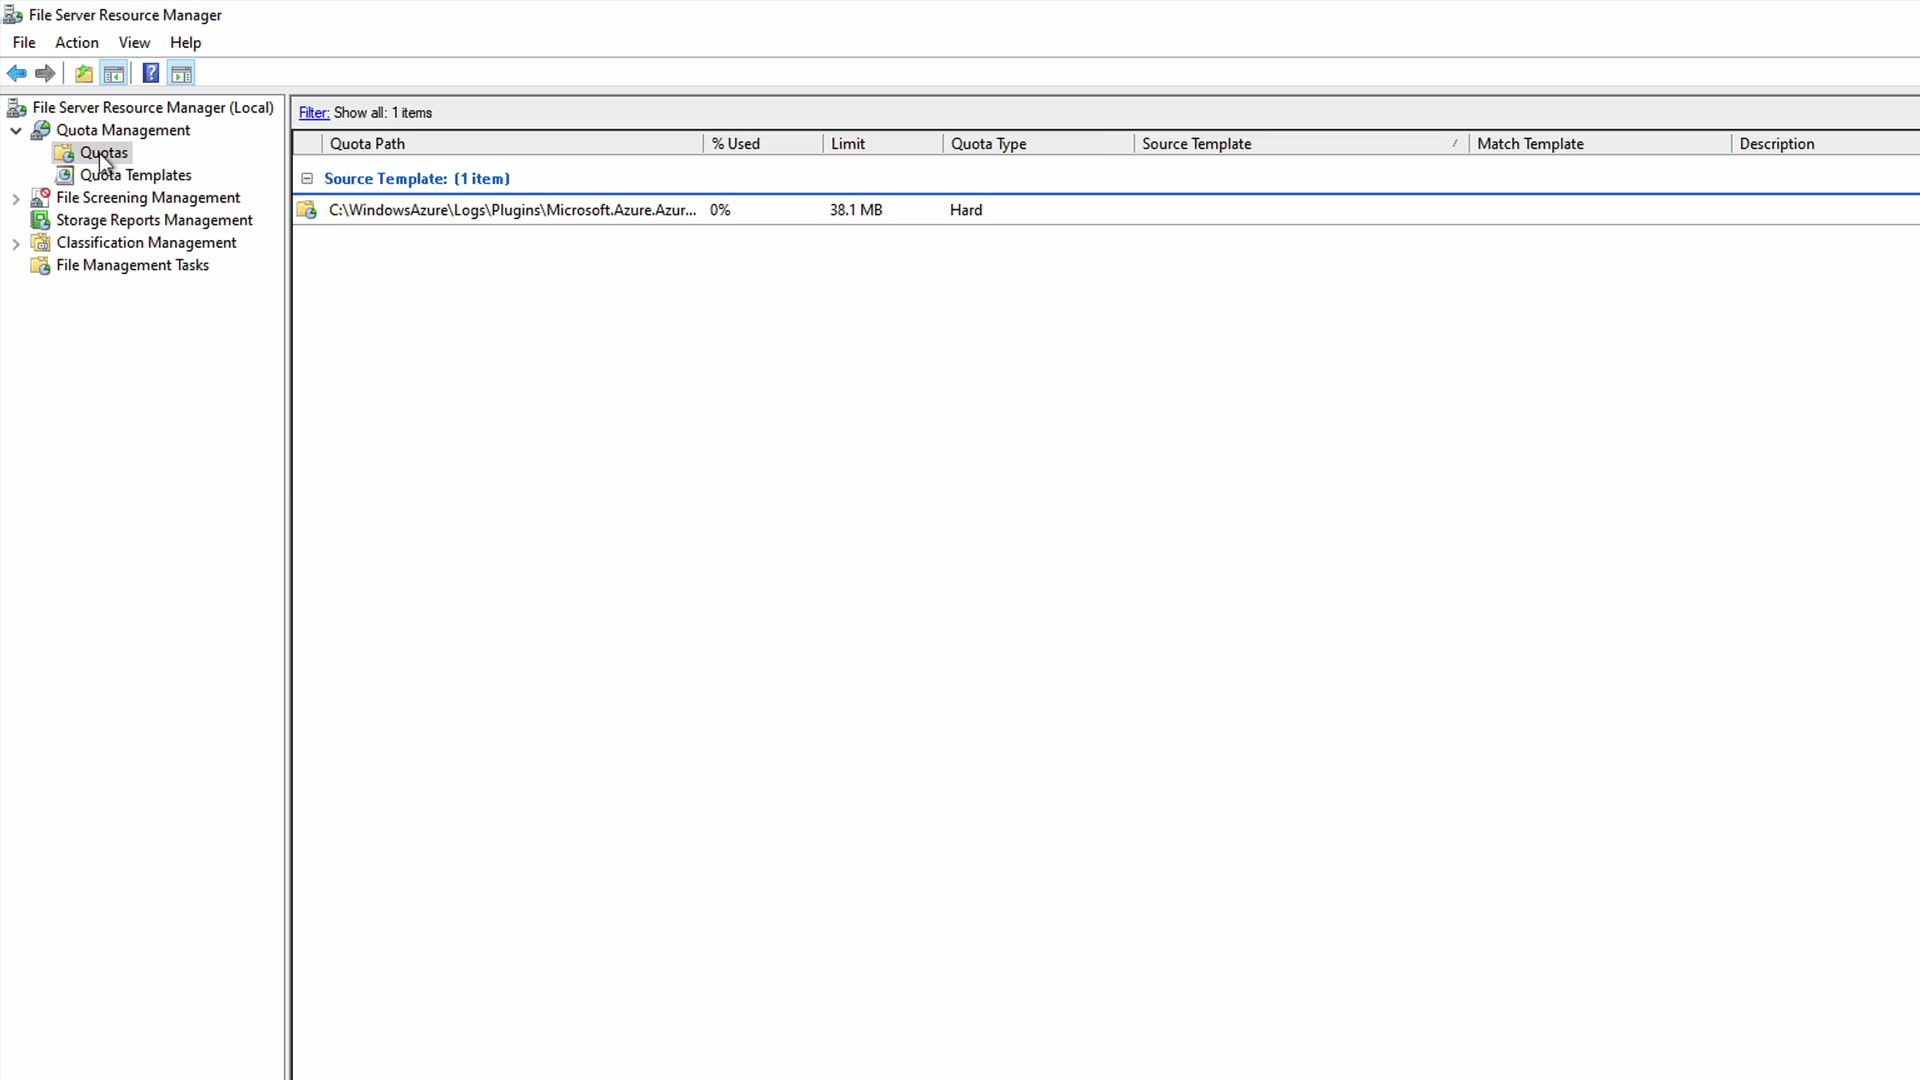 File Server Resource Manager
File Action View Help
File Server Resource Manager (Local)
Quota Management
Quotas
Quota Templates
File Screening Management
Storage Reports Management
Classification Management
File Management Tasks
Filter: Show all: 1 items
Quota Path % Used Limit Quota Type Source Template Match Template Description
Source Template: (1 item)
C:\WindowsAzure\Logs\Plugins\Microsoft.Azure.Azur... 0% 38.1 MB Hard